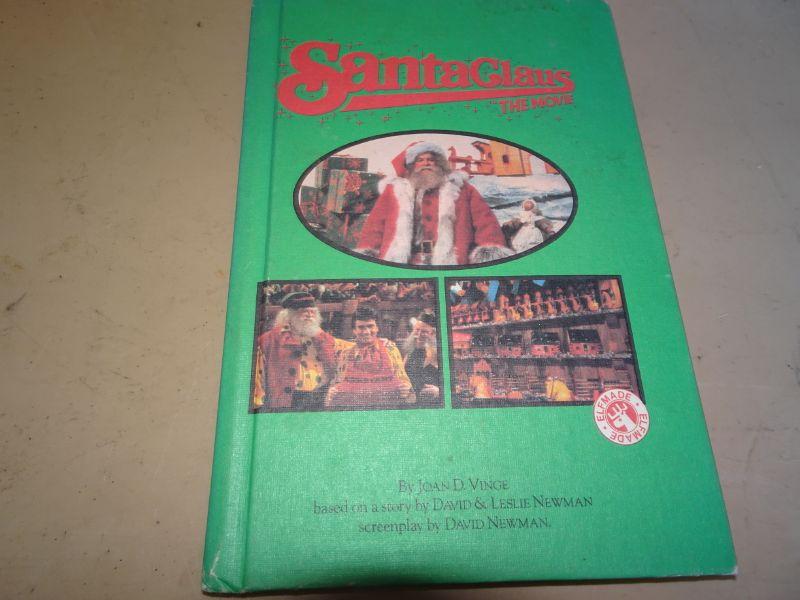 SantaClaus
THE MOVIE
ELFMADE • ELFMADE •
By JOAN D. VINGE
based on a story by DAVID & LESLIE NEWMAN
screenplay by DAVID NEWMAN.